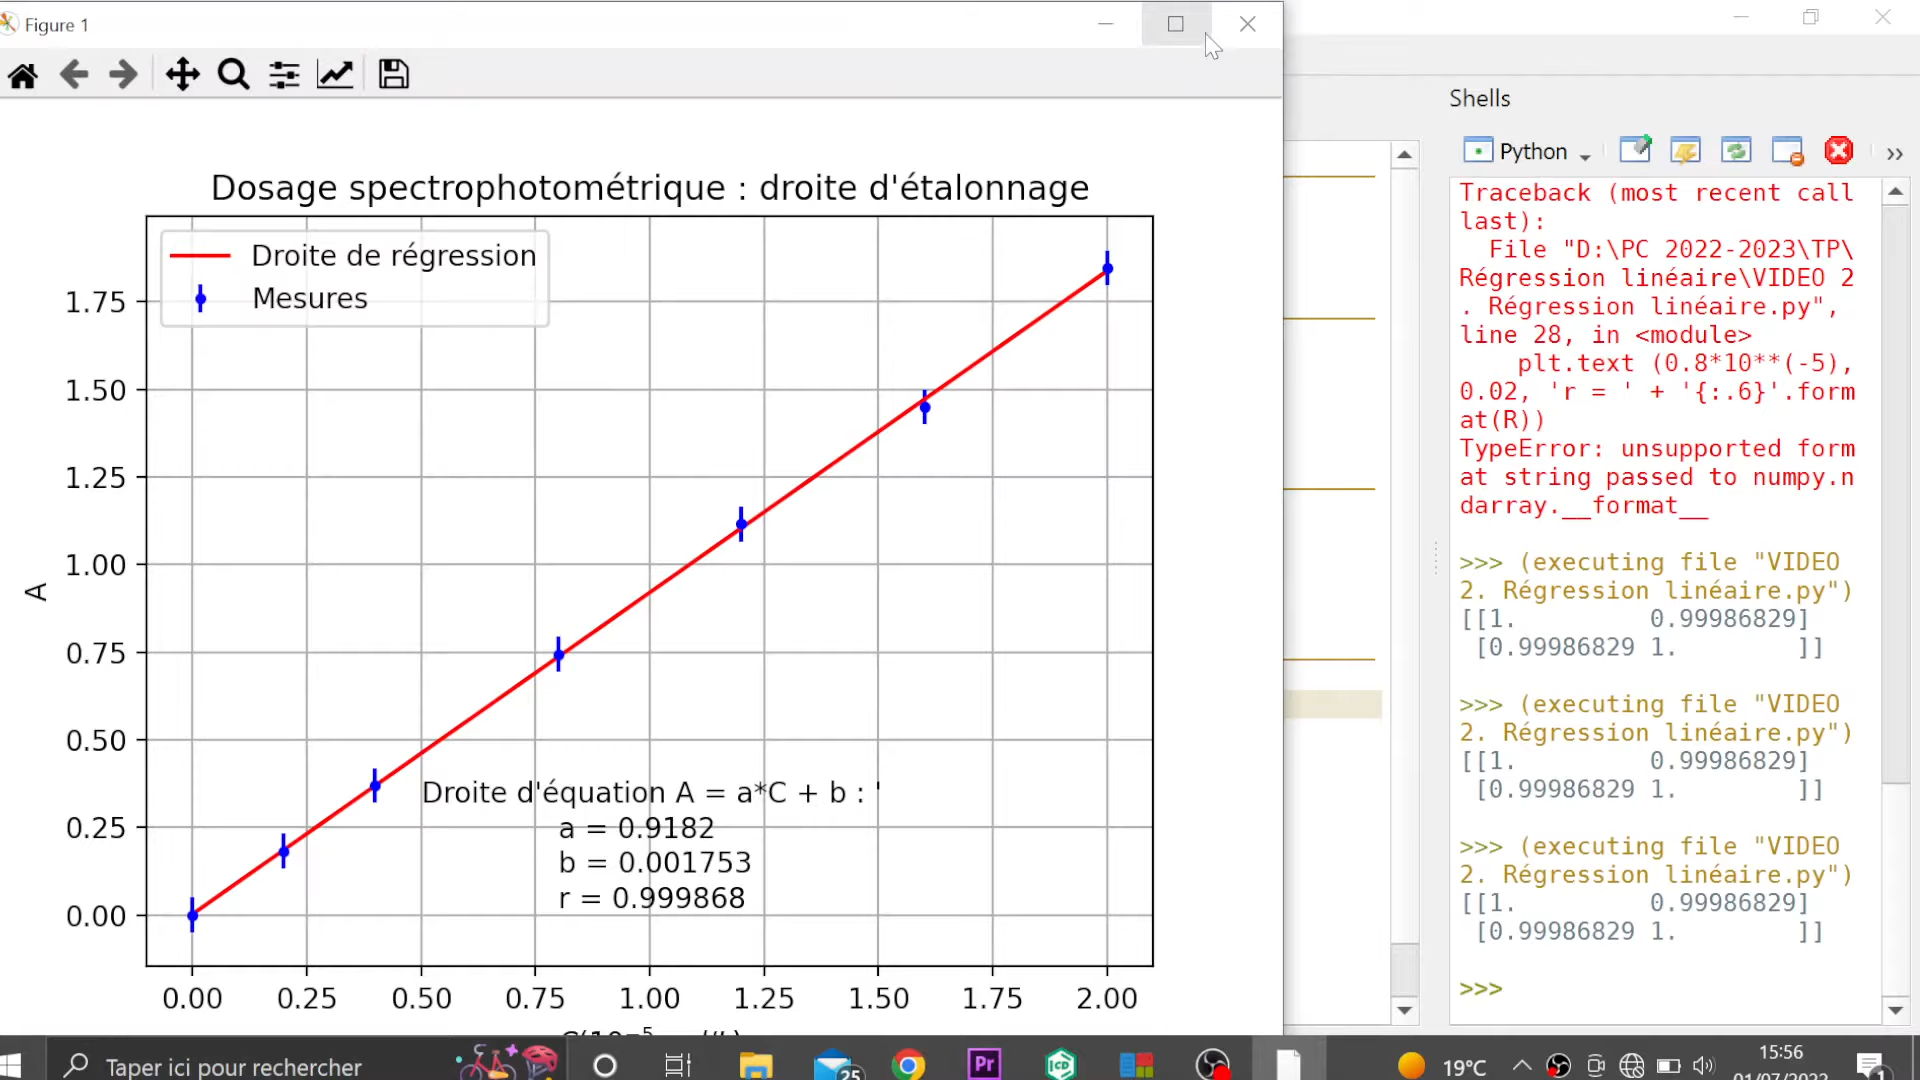 Figure 1
Dosage spectrophotométrique : droite d'étalonnage
Droite de régression
Mesures
1.75
1.50
1.25
1.00
0.75
0.50
0.25
0.00
A
Droite d'équation A = a*C + b : '
a = 0.9182
b = 0.001753
r = 0.999868
0.00 0.25 0.50 0.75 1.00 1.25 1.50 1.75 2.00
Shells
Python
Traceback (most recent call
last):
File "D:\PC 2022-2023\TP\
Régression linéaire\VIDEO 2
. Régression linéaire.py",
line 28, in <module>
plt.text (0.8*10**(-5),
0.02, 'r = ' + '{:.6}'.form
at(R))
TypeError: unsupported form
at string passed to numpy.n
darray.__format__
>>> (executing file "VIDEO
2. Régression linéaire.py")
[[1. 0.99986829]
[0.99986829 1. ]]
>>> (executing file "VIDEO
2. Régression linéaire.py")
[[1. 0.99986829]
[0.99986829 1. ]]
>>> (executing file "VIDEO
2. Régression linéaire.py")
[[1. 0.99986829]
[0.99986829 1. ]]
>>>
Taper ici pour rechercher
25
Pr
19°C
15:56